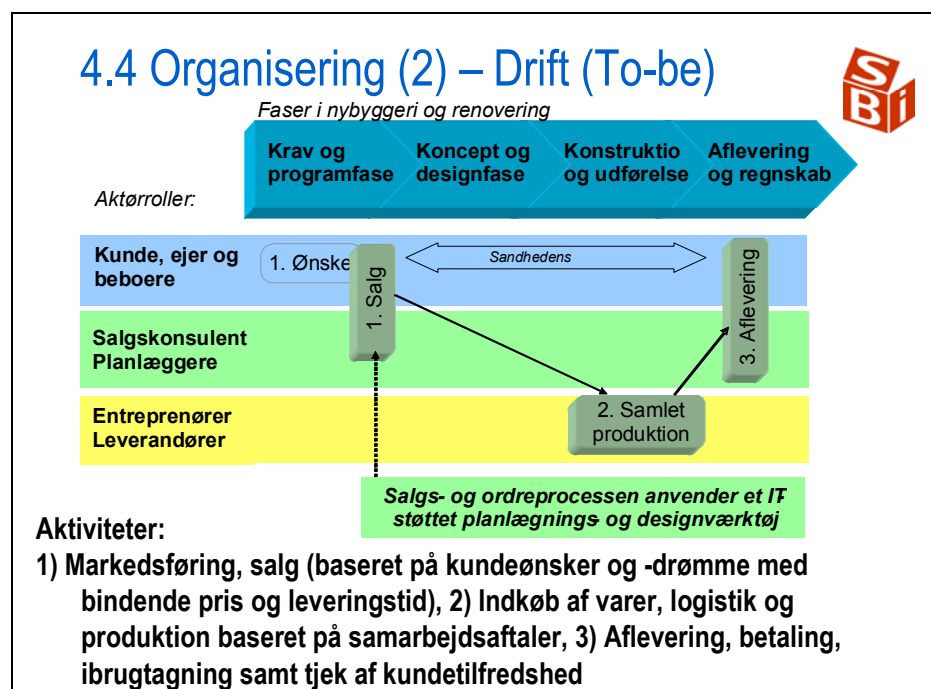 4.4 Organisering (2) – Drift (To-be)
SBi
Faser i nybyggeri og renovering
Krav og
programfase
Koncept og
designfase
Konstruktio
og udførelse
Aflevering
og regnskab
Aktørroller:
Kunde, ejer og
beboere
1. Ønske
1. Salg
Sandhedens
3. Aflevering
Salgskonsulent
Planlæggere
Entreprenører
Leverandører
2. Samlet
produktion
Salgs- og ordreprocessen anvender et IT-
støttet planlægnings- og designværktøj
Aktiviteter:
1) Markedsføring, salg (baseret på kundeønsker og -drømme med
bindende pris og leveringstid), 2) Indkøb af varer, logistik og
produktion baseret på samarbejdsaftaler, 3) Aflevering, betaling,
ibrugtagning samt tjek af kundetilfredshed